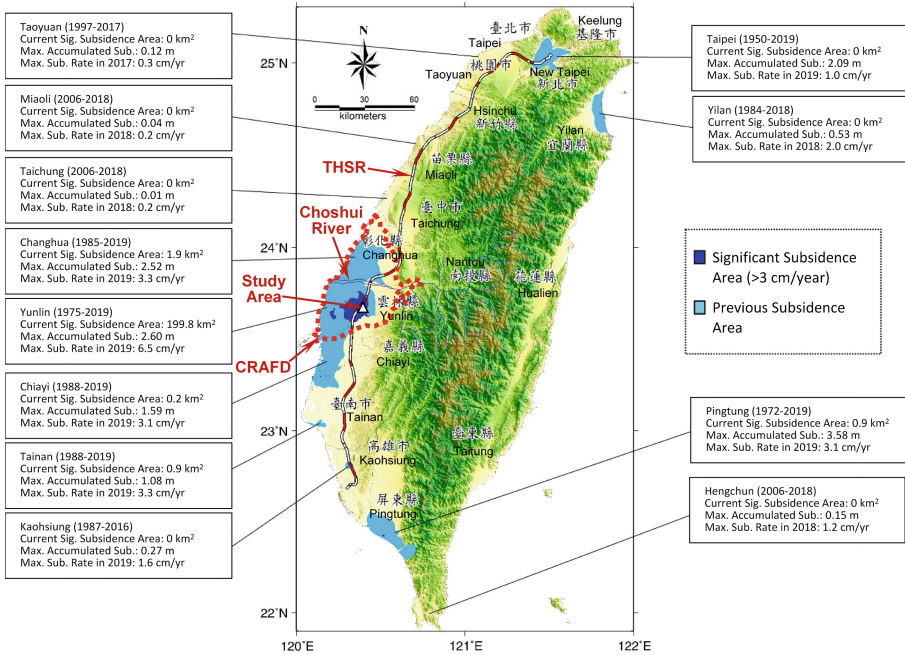 Taoyuan (1997-2017)
Current Sig. Subsidence Area: 0 km²
Max. Accumulated Sub.: 0.12 m
Max. Sub Rate in 2017: 0.3 cm/yr
Miaoli (2006-2018)
Current Sig. Subsidence Area: 0 km²
Max. Accumulated Sub.: 0.04 m
Max. Sub. Rate in 2018: 0.2 cm/yr
Taichung (2006-2018)
Current Sig. Subsidence Area: 0 km²
Max. Accumulated Sub.: 0.01 m
Max. Sub. Rate in 2018: 0.2 cm/yr
Changhua (1985-2019)
Current Sig. Subsidence Area: 1.9 km²
Max. Accumulated Sub.: 2.52 m
Max. Sub. Rate in 2019: 3.3 cm/yr
Yunlin (1975-2019)
Current Sig. Subsidence Area: 199.8 km²
Max. Accumulated Sub.: 2.60 m
Max. Sub. Rate in 2019: 6.5 cm/yr
Chiayi (1988-2019)
Current Sig. Subsidence Area: 0.2 km²
Max. Accumulated Sub.: 1.59 m
Max. Sub. Rate in 2019: 3.1 cm/yr
Tainan (1988-2019)
Current Sig. Subsidence Area: 0.9 km²
Max. Accumulated Sub.: 1.08 m
Max. Sub. Rate in 2019: 3.3 cm/yr
Kaohsiung (1987-2016)
Current Sig. Subsidence Area: 0 km²
Max. Accumulated Sub.: 0.27 m
Max. Sub. Rate in 2019: 1.6 cm/yr
25°N
24°N
23°N
22°N
120°E
121°E
122°E
N
0 30 60
kilometers
Keelung
基隆市
臺北市
Taipei
桃園市
Taoyuan
New Taipei
新北市
Hsinchu
新竹縣
Yilan
宜蘭縣
苗栗縣
Miaoli
THSR
臺中市
Taichung
Choshui
River
彰化縣
Changhua
Nantou
南投縣
花蓮縣
Hualien
Study
Area
雲林縣
Yunlin
CRAFD
嘉義縣
Chiayi
臺南市
Tainan
高雄市
Kaohsiung
臺東縣
Taitung
屏東縣
Pingtung
Taipei (1950-2019)
Current Sig. Subsidence Area: 0 km²
Max. Accumulated Sub.: 2.09 m
Max. Sub. Rate in 2019: 1.0 cm/yr
Yilan (1984-2018)
Current Sig. Subsidence Area: 0 km²
Max. Accumulated Sub.: 0.53 m
Max. Sub. Rate in 2018: 2.0 cm/yr
Significant Subsidence
Area (>3 cm/year)
Previous Subsidence
Area
Pingtung (1972-2019)
Current Sig. Subsidence Area: 0.9 km²
Max. Accumulated Sub.: 3.58 m
Max. Sub. Rate in 2019: 3.1 cm/yr
Hengchun (2006-2018)
Current Sig. Subsidence Area: 0 km²
Max. Accumulated Sub.: 0.15 m
Max. Sub. Rate in 2018: 1.2 cm/yr